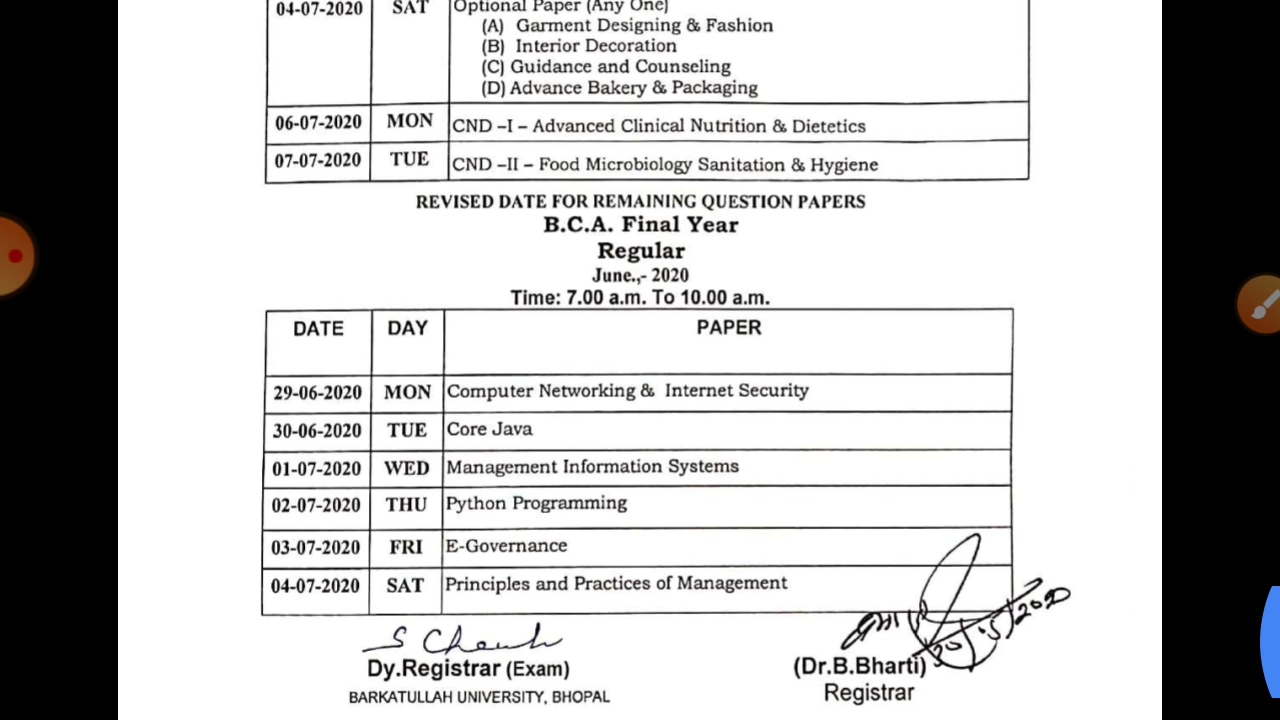 04-07-2020 SAT Optional Paper (Any One)
(A) Garment Designing & Fashion
(B) Interior Decoration
(C) Guidance and Counseling
(D) Advance Bakery & Packaging
06-07-2020 MON CND –I – Advanced Clinical Nutrition & Dietetics
07-07-2020 TUE CND –II – Food Microbiology Sanitation & Hygiene
REVISED DATE FOR REMAINING QUESTION PAPERS
B.C.A. Final Year
Regular
June.,- 2020
Time: 7.00 a.m. To 10.00 a.m.
DATE DAY PAPER
29-06-2020 MON Computer Networking & Internet Security
30-06-2020 TUE Core Java
01-07-2020 WED Management Information Systems
02-07-2020 THU Python Programming
03-07-2020 FRI E-Governance
04-07-2020 SAT Principles and Practices of Management
Dy.Registrar (Exam)
BARKATULLAH UNIVERSITY, BHOPAL
(Dr.B.Bharti)
Registrar